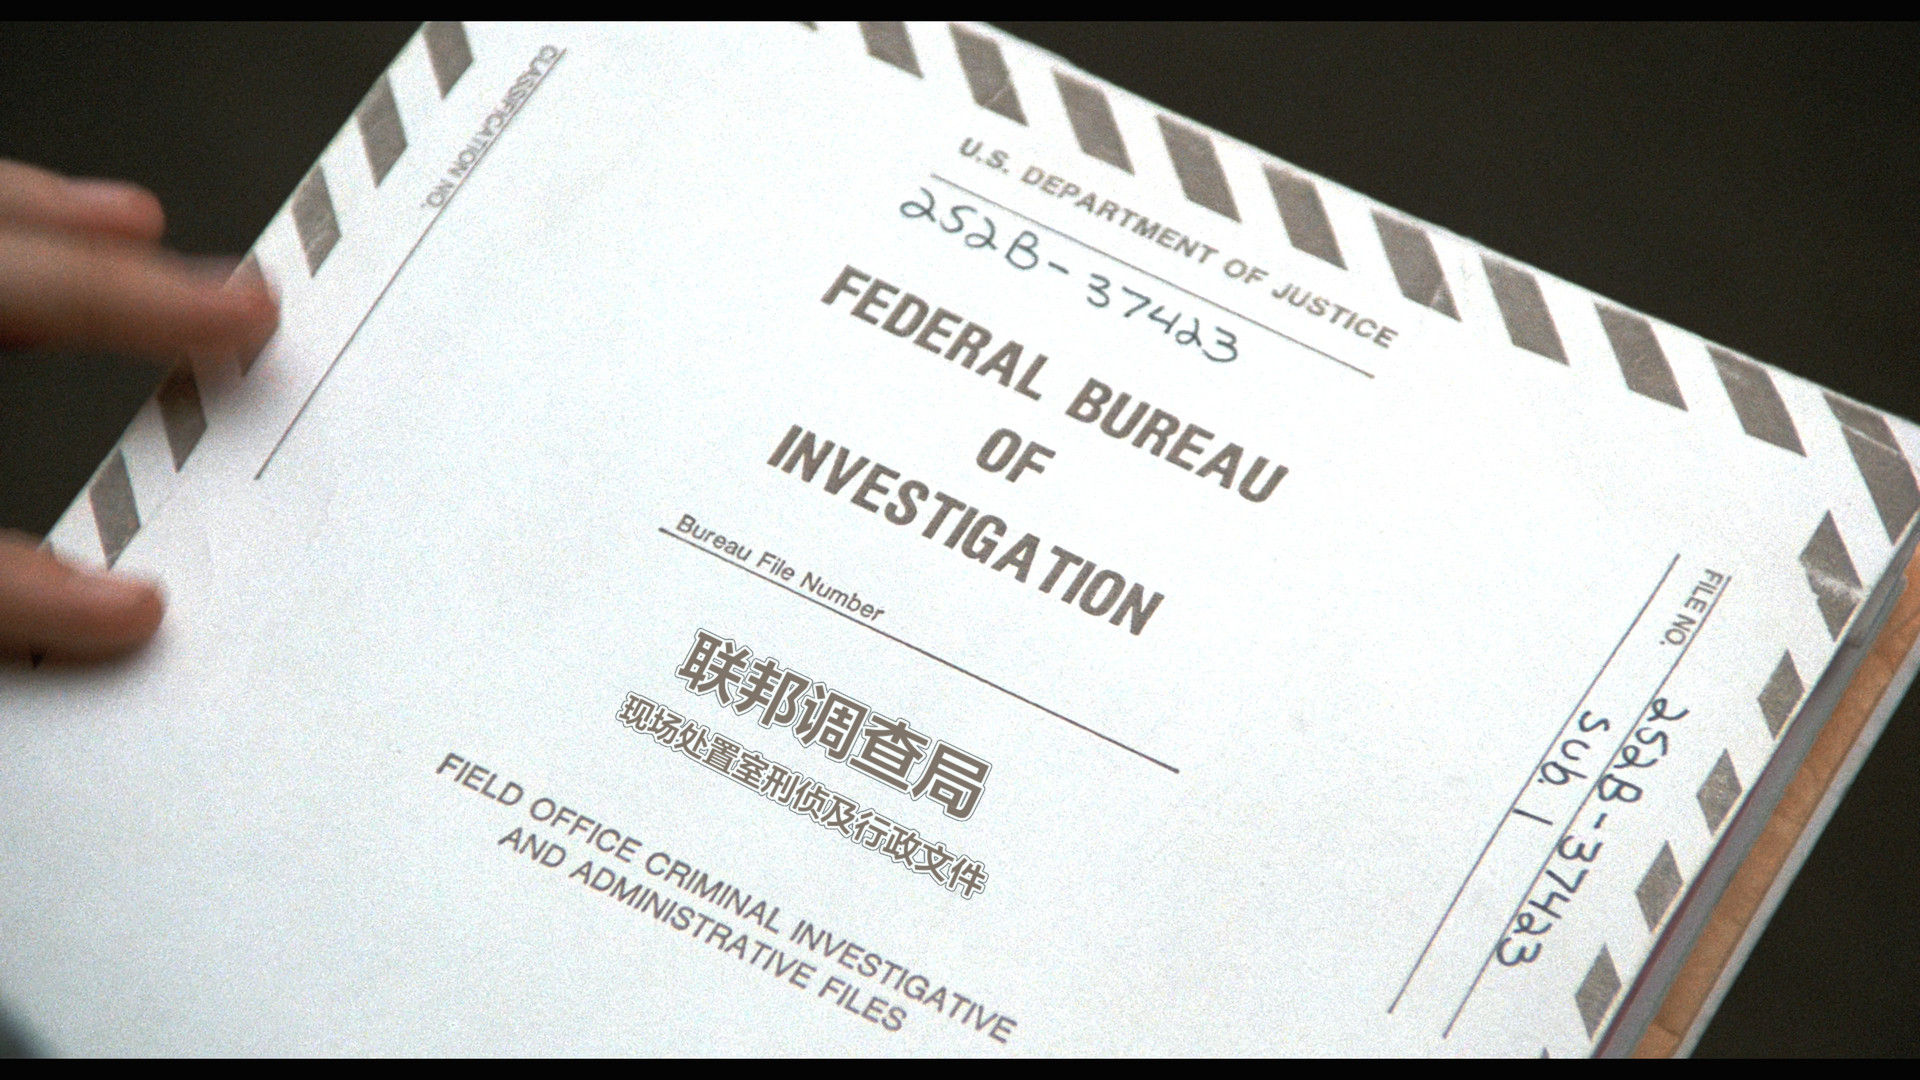 CLASSIFICATION NO.
U.S. DEPARTMENT OF JUSTICE
252B-37423
FEDERAL BUREAU
OF
INVESTIGATION
Bureau File Number
联邦调查局
现场处置室刑侦及行政文件
FIELD OFFICE CRIMINAL INVESTIGATIVE
AND ADMINISTRATIVE FILES
FILE NO.
252B-37423
Sub 1